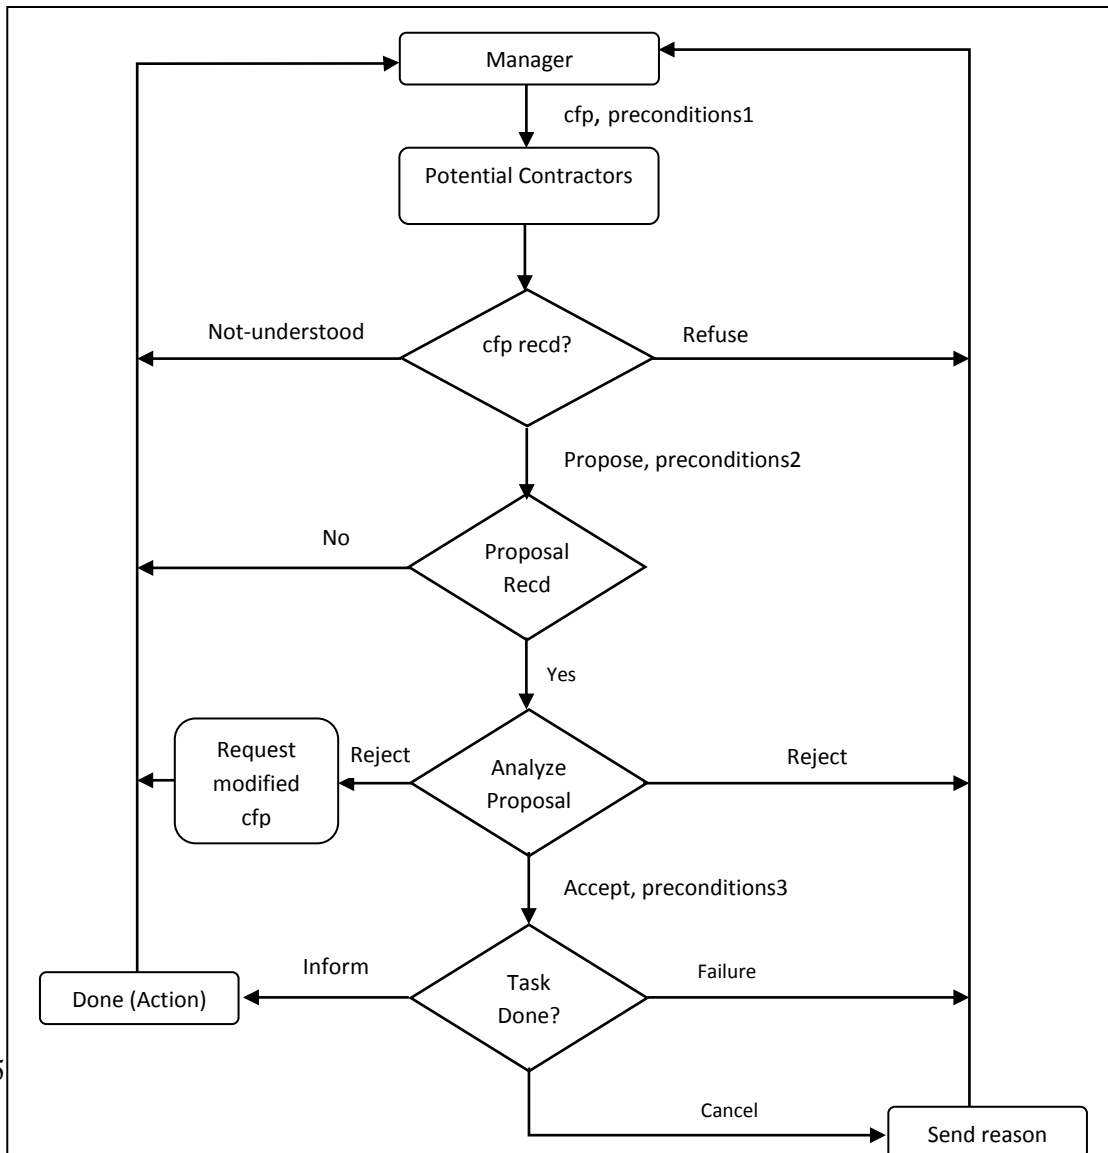 Manager
cfp, preconditions1
Potential Contractors
cfp recd?
Not-understood
Refuse
Propose, preconditions2
No
Proposal
Recd
Yes
Request
modified
cfp
Reject
Analyze
Proposal
Reject
Accept, preconditions3
Inform
Task
Done?
Failure
Done (Action)
Cancel
Send reason